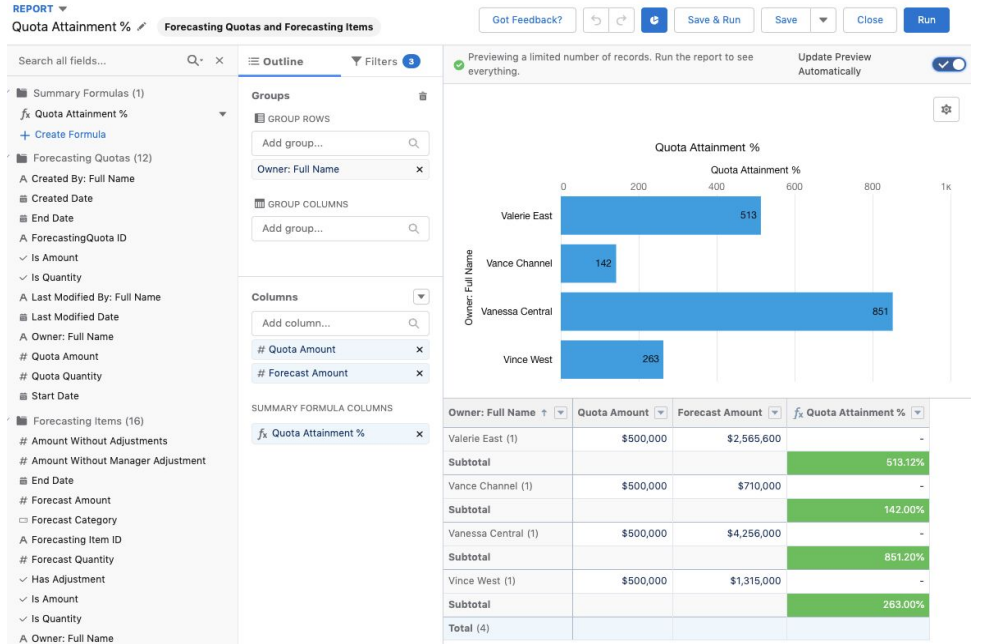 REPORT
Quota Attainment %
Forecasting Quotas and Forecasting Items
Got Feedback?
Save & Run
Save
Close
Run
Search all fields...
Summary Formulas (1)
fx Quota Attainment %
+ Create Formula
Forecasting Quotas (12)
A Created By: Full Name
Created Date
End Date
A ForecastingQuota ID
Is Amount
Is Quantity
A Last Modified By: Full Name
Last Modified Date
A Owner: Full Name
# Quota Amount
# Quota Quantity
Start Date
Forecasting Items (16)
# Amount Without Adjustments
# Amount Without Manager Adjustment
End Date
# Forecast Amount
Forecast Category
A Forecasting Item ID
# Forecast Quantity
Has Adjustment
Is Amount
Is Quantity
A Owner: Full Name
Outline
Filters 3
Groups
GROUP ROWS
Add group...
Owner: Full Name
GROUP COLUMNS
Add group...
Columns
Add column...
# Quota Amount
# Forecast Amount
SUMMARY FORMULA COLUMNS
fx Quota Attainment %
Previewing a limited number of records. Run the report to see
everything.
Update Preview
Automatically
Quota Attainment %
Quota Attainment %
0 200 400 600 800 1K
Owner: Full Name
Valerie East 513
Vance Channel 142
Vanessa Central 851
Vince West 263
Owner: Full Name ↑ Quota Amount Forecast Amount fx Quota Attainment %
Valerie East (1) $500,000 $2,565,600 -
Subtotal 513.12%
Vance Channel (1) $500,000 $710,000 -
Subtotal 142.00%
Vanessa Central (1) $500,000 $4,256,000 -
Subtotal 851.20%
Vince West (1) $500,000 $1,315,000 -
Subtotal 263.00%
Total (4)